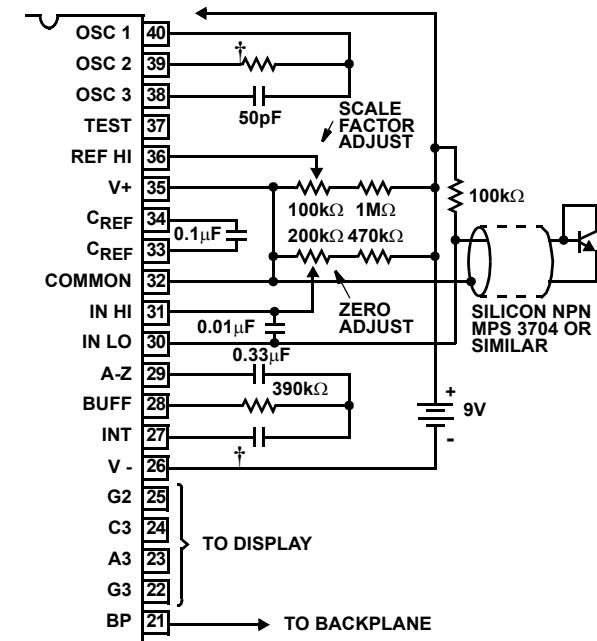 OSC 1 40
OSC 2 39 †
OSC 3 38
50pF
TEST 37
SCALE
FACTOR
ADJUST
REF HI 36
V+ 35
100kΩ 1MΩ
100kΩ
CREF 34
0.1µF
200kΩ 470kΩ
CREF 33
COMMON 32
IN HI 31
ZERO
ADJUST
SILICON NPN
MPS 3704 OR
SIMILAR
0.01µF
IN LO 30
0.33µF
A-Z 29
390kΩ
BUFF 28
+
9V
-
INT 27
†
V - 26
G2 25
C3 24
TO DISPLAY
A3 23
G3 22
BP 21
TO BACKPLANE